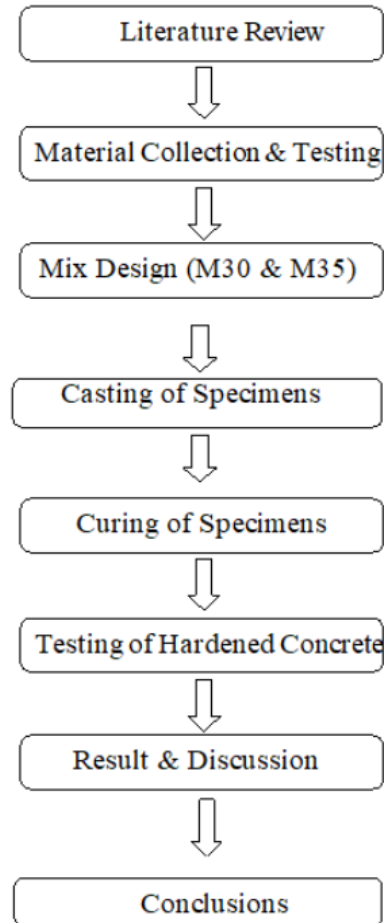 Literature Review
Material Collection & Testing
Mix Design (M30 & M35)
Casting of Specimens
Curing of Specimens
Testing of Hardened Concrete
Result & Discussion
Conclusions